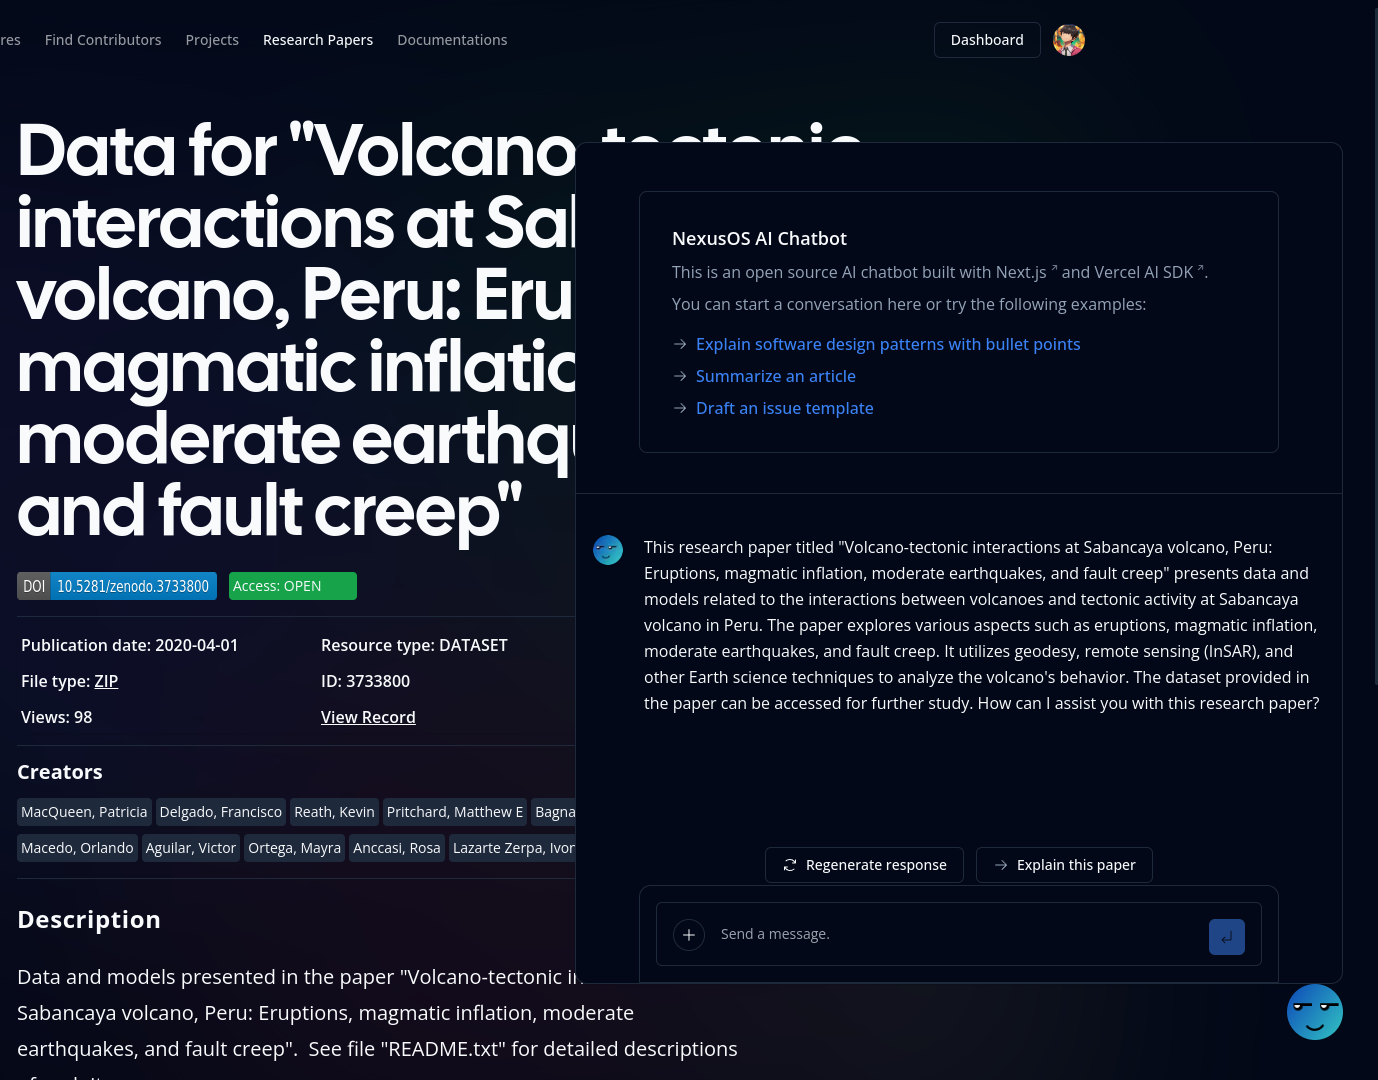 res Find Contributors Projects Research Papers Documentations Dashboard
Data for "Volcano-tectonic
interactions at Sa
volcano, Peru: Eru
magmatic inflatio
moderate earthqu
and fault creep"
DOI 10.5281/zenodo.3733800 Access: OPEN
Publication date: 2020-04-01 Resource type: DATASET
File type: ZIP ID: 3733800
Views: 98 View Record
Creators
MacQueen, Patricia Delgado, Francisco Reath, Kevin Pritchard, Matthew E Bagna
Macedo, Orlando Aguilar, Victor Ortega, Mayra Anccasi, Rosa Lazarte Zerpa, Ivon
Description
Data and models presented in the paper "Volcano-tectonic in
Sabancaya volcano, Peru: Eruptions, magmatic inflation, moderate
earthquakes, and fault creep".  See file "README.txt" for detailed descriptions
NexusOS AI Chatbot
This is an open source AI chatbot built with Next.js and Vercel AI SDK.
You can start a conversation here or try the following examples:
Explain software design patterns with bullet points
Summarize an article
Draft an issue template
This research paper titled "Volcano-tectonic interactions at Sabancaya volcano, Peru:
Eruptions, magmatic inflation, moderate earthquakes, and fault creep" presents data and
models related to the interactions between volcanoes and tectonic activity at Sabancaya
volcano in Peru. The paper explores various aspects such as eruptions, magmatic inflation,
moderate earthquakes, and fault creep. It utilizes geodesy, remote sensing (InSAR), and
other Earth science techniques to analyze the volcano's behavior. The dataset provided in
the paper can be accessed for further study. How can I assist you with this research paper?
Regenerate response Explain this paper
Send a message.